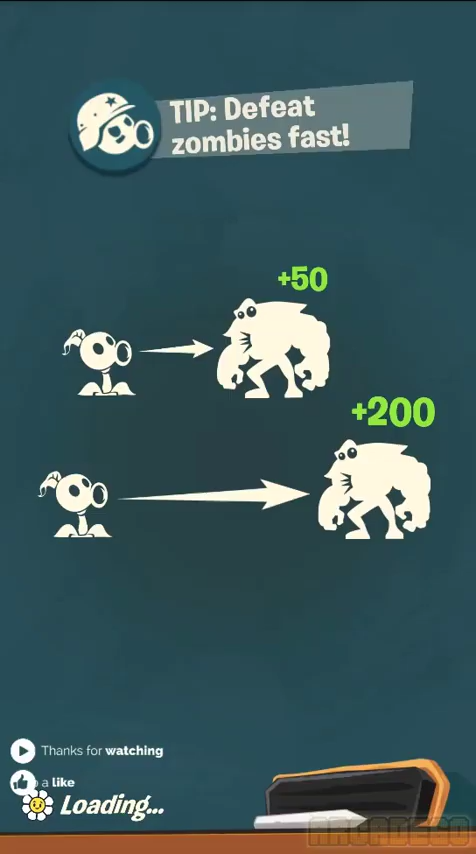 TIP: Defeat
zombies fast!
+50
+200
Thanks for watching
a like
Loading...